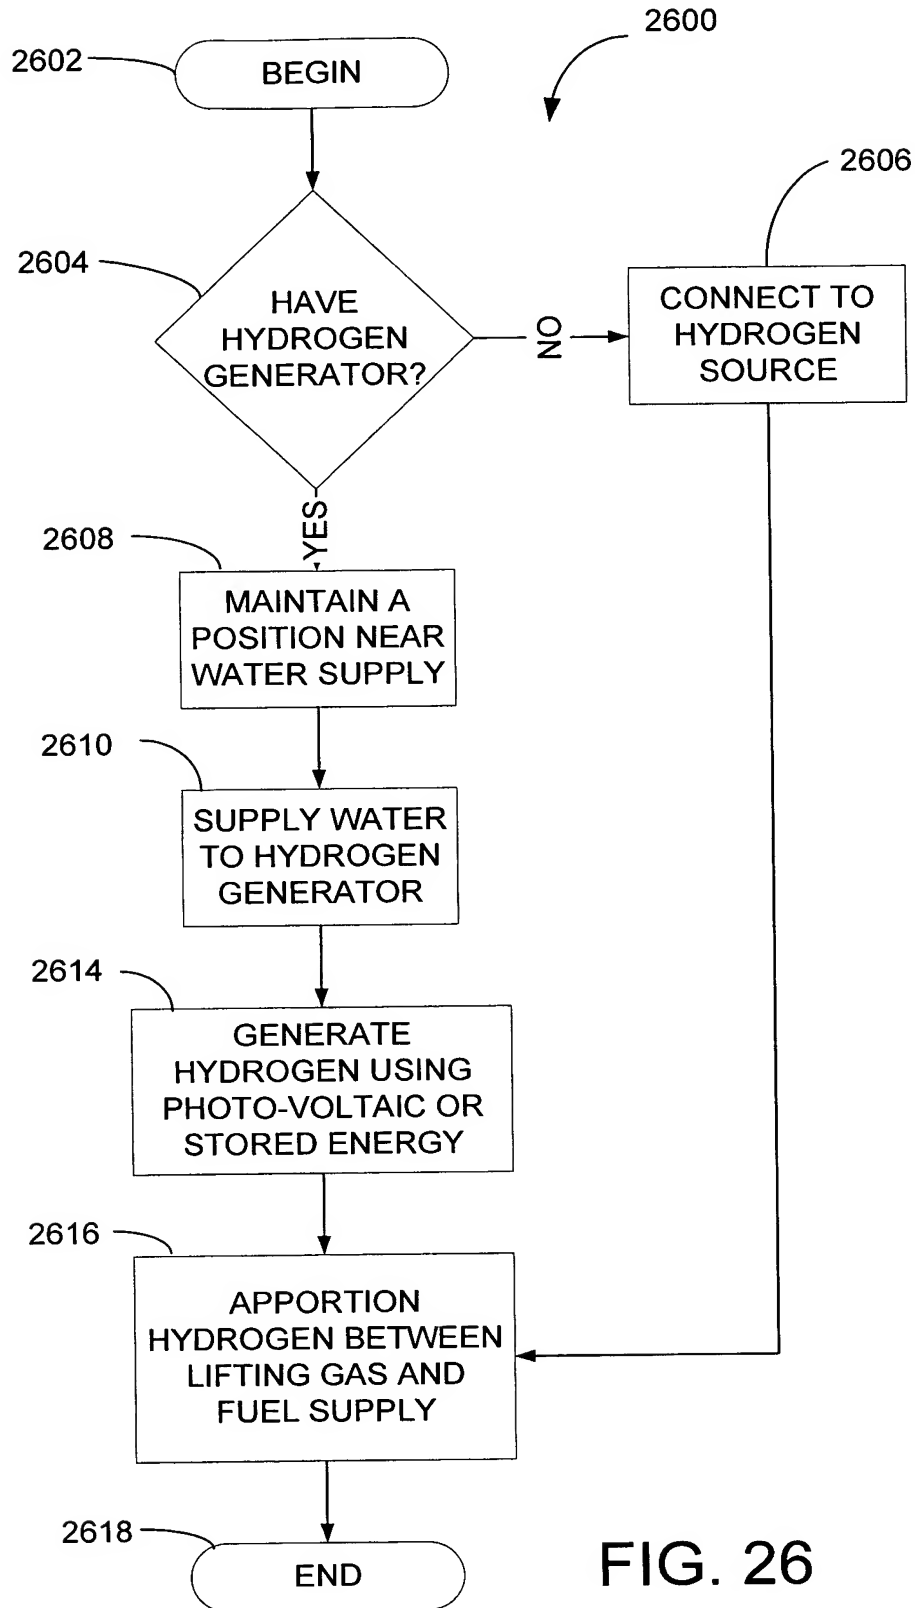 2600
2602
BEGIN
2606
2604
HAVE
HYDROGEN
GENERATOR?
NO
CONNECT TO
HYDROGEN
SOURCE
YES
2608
MAINTAIN A
POSITION NEAR
WATER SUPPLY
2610
SUPPLY WATER
TO HYDROGEN
GENERATOR
2614
GENERATE
HYDROGEN USING
PHOTO-VOLTAIC OR
STORED ENERGY
2616
APPORTION
HYDROGEN BETWEEN
LIFTING GAS AND
FUEL SUPPLY
2618
END
FIG. 26